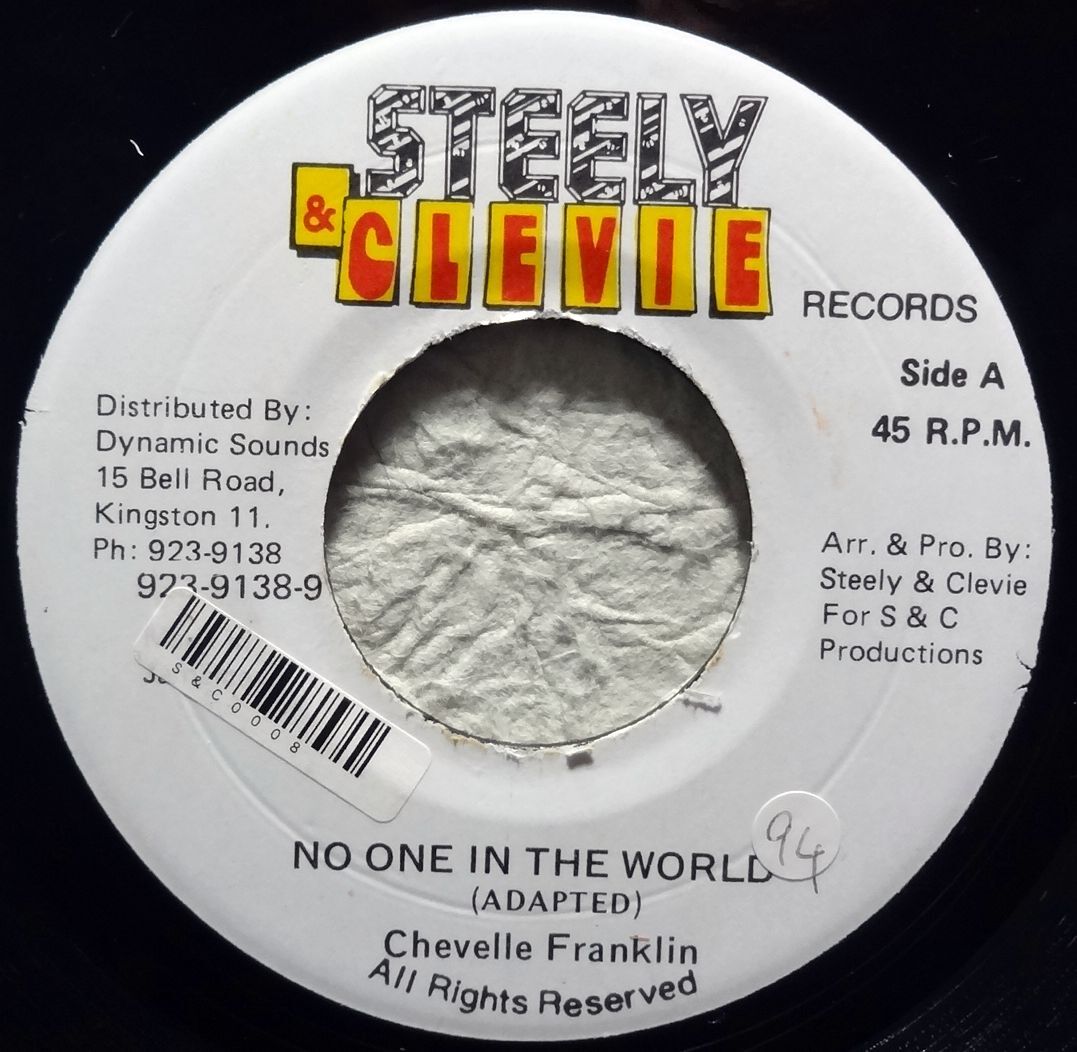 STEELY
& CLEVIE
RECORDS
Side A
45 R.P.M.
Distributed By:
Dynamic Sounds
15 Bell Road,
Kingston 11.
Ph: 923-9138
923-9138-9
S&C0008
Arr. & Pro. By:
Steely & Clevie
For S & C
Productions
94
NO ONE IN THE WORLD
(ADAPTED)
Chevelle Franklin
All Rights Reserved